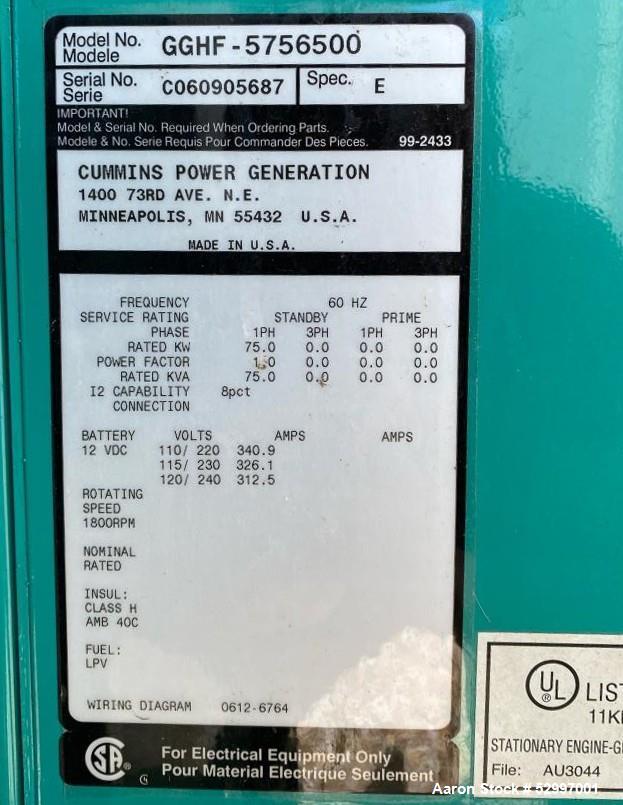 Model No. GGHF-5756500
Modele
Serial No. C060905687 Spec. E
Serie
IMPORTANT!
Model & Serial No. Required When Ordering Parts.
Modele & No. Serie Requis Pour Commander Des Pieces. 99-2433
CUMMINS POWER GENERATION
1400 73RD AVE. N.E.
MINNEAPOLIS, MN 55432 U.S.A.
MADE IN U.S.A.
FREQUENCY 60 HZ
SERVICE RATING STANDBY PRIME
PHASE 1PH 3PH 1PH 3PH
RATED KW 75.0 0.0 0.0 0.0
POWER FACTOR 1.0 0.0 0.0 0.0
RATED KVA 75.0 0.0 0.0 0.0
I2 CAPABILITY 8pct
CONNECTION
BATTERY VOLTS AMPS AMPS
12 VDC 110/ 220 340.9
115/ 230 326.1
120/ 240 312.5
ROTATING
SPEED
1800RPM
NOMINAL
RATED
INSUL:
CLASS H
AMB 40C
FUEL:
LPV
WIRING DIAGRAM 0612-6764
SA ® For Electrical Equipment Only
C Pour Material Electrique Seulement
UL ® LIS
11K
STATIONARY ENGINE-G
File: AU3044
Aaron Stock # 52997001